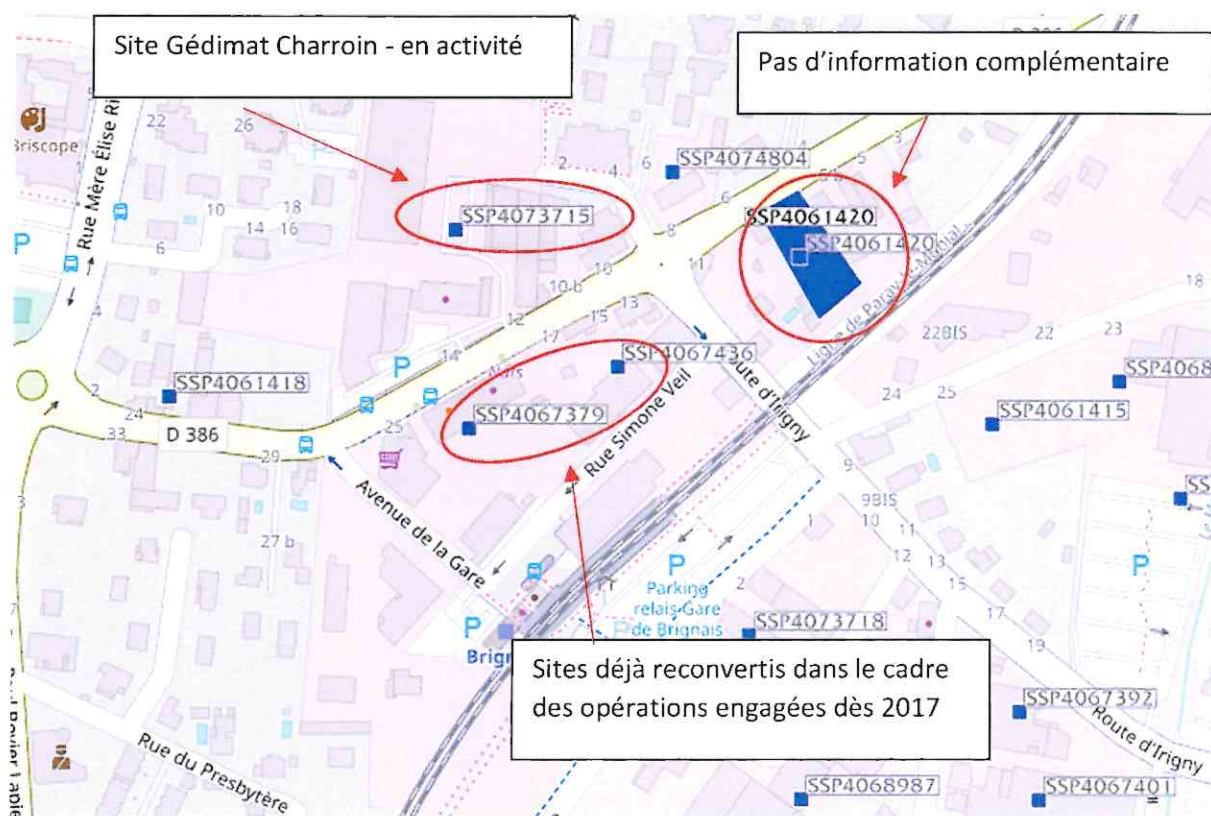 Site Gédimat Charroin - en activité
Pas d'information complémentaire
Rue Mère Élise Ri
Briscope
22
26
2
4
6
SSP4074804
3
5
6
SSP4073715
SSP4061420
SSP4061420
10
18
14
16
6
P
8
11
10
10 b
13
15
12
17
14
4
P
2
24
SSP4061418
33
D 386
29
25
SSP4067436
SSP4067379
Rue Simone Veil
Route d'Irigny
22BIS
22
23
18
24
25
SSP4068
SSP4061415
9
9BIS
10
11
12
13
15
17
19
1
2
27 b
Avenue de la Gare
P
P
Parking
relais-Gare
de Brignais
P
P
SSP4073718
Brign
Sites déjà reconvertis dans le cadre
des opérations engagées dès 2017
SSP4067392
Route d'Irigny
Rue du Presbytère
SSP4068987
SSP4067401